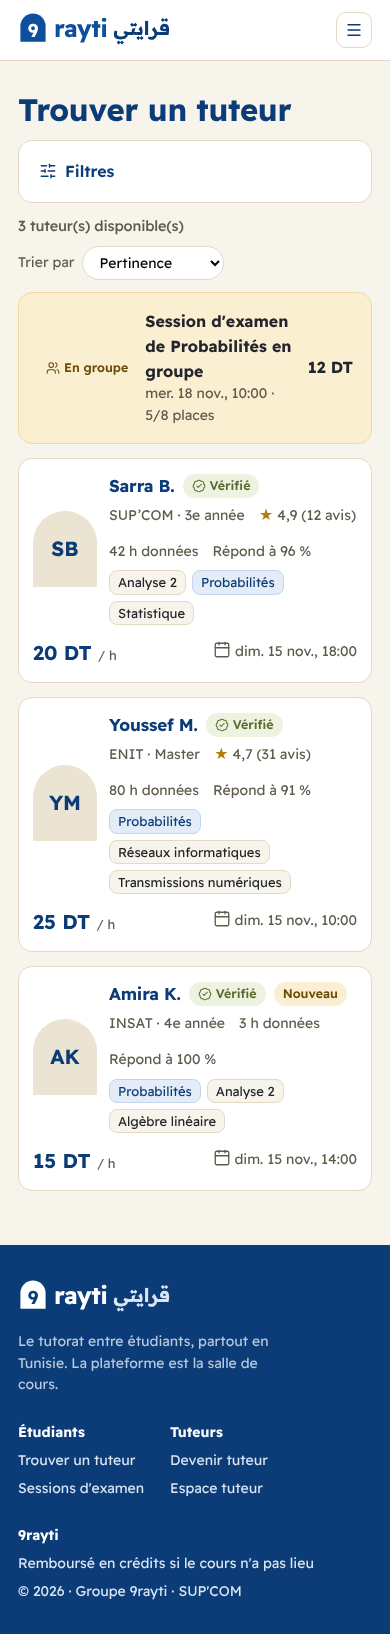 9 rayti قرايتي
Trouver un tuteur
Filtres
3 tuteur(s) disponible(s)
Trier par Pertinence
En groupe
Session d'examen
de Probabilités en
groupe
mer. 18 nov., 10:00 ·
5/8 places
12 DT
SB
Sarra B. Vérifié
SUP’COM · 3e année ★ 4,9 (12 avis)
42 h données Répond à 96 %
Analyse 2 Probabilités
Statistique
20 DT / h dim. 15 nov., 18:00
YM
Youssef M. Vérifié
ENIT · Master ★ 4,7 (31 avis)
80 h données Répond à 91 %
Probabilités
Réseaux informatiques
Transmissions numériques
25 DT / h dim. 15 nov., 10:00
AK
Amira K. Vérifié Nouveau
INSAT · 4e année 3 h données
Répond à 100 %
Probabilités Analyse 2
Algèbre linéaire
15 DT / h dim. 15 nov., 14:00
9 rayti قرايتي
Le tutorat entre étudiants, partout en
Tunisie. La plateforme est la salle de
cours.
Étudiants
Trouver un tuteur
Sessions d'examen
Tuteurs
Devenir tuteur
Espace tuteur
9rayti
Remboursé en crédits si le cours n'a pas lieu
© 2026 · Groupe 9rayti · SUP'COM